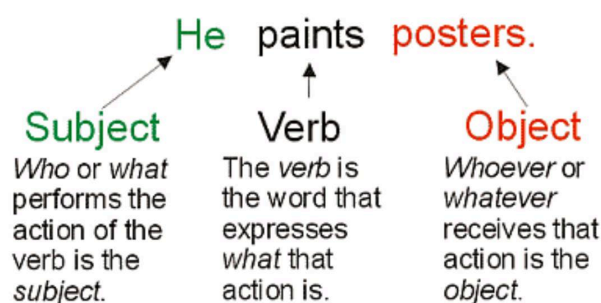 He paints posters.
Subject
Who or what
performs the
action of the
verb is the
subject.
Verb
The verb is
the word that
expresses
what that
action is.
Object
Whoever or
whatever
receives that
action is the
object.